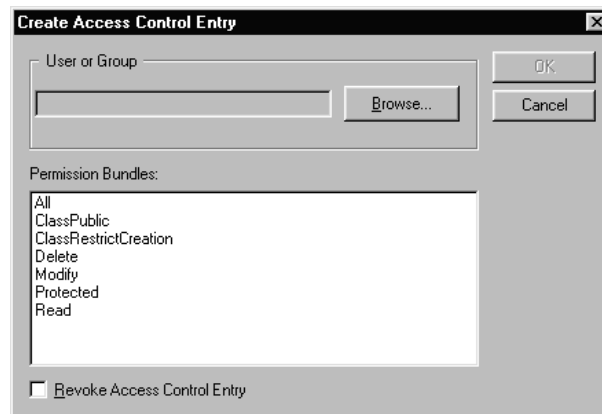 Create Access Control Entry
User or Group
OK
Browse...
Cancel
Permission Bundles:
All
ClassPublic
ClassRestrictCreation
Delete
Modify
Protected
Read
Revoke Access Control Entry